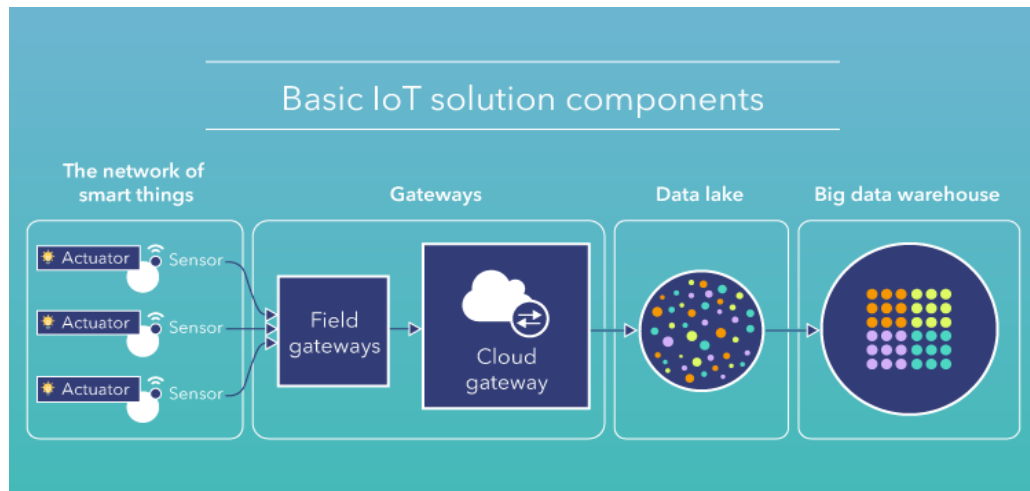 Basic IoT solution components
The network of
smart things
Gateways
Data lake
Big data warehouse
Actuator
Sensor
Actuator
Sensor
Actuator
Sensor
Field
gateways
Cloud
gateway